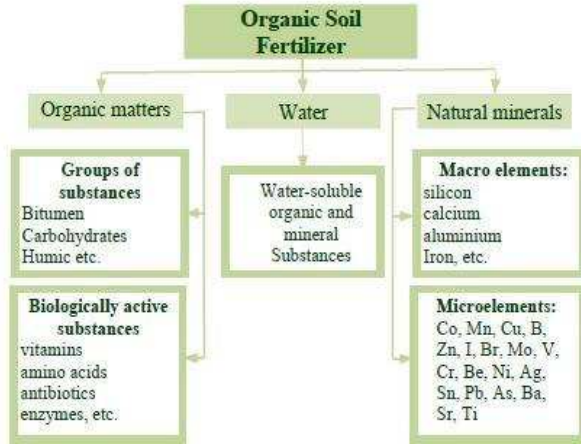 Organic Soil
Fertilizer
Organic matters
Water
Natural minerals
Groups of
substances
Bitumen
Carbohydrates
Humic etc.
Biologically active
substances
vitamins
amino acids
antibiotics
enzymes, etc.
Water-soluble
organic and
mineral
Substances
Macro elements:
silicon
calcium
aluminium
Iron, etc.
Microelements:
Co, Mn, Cu, B,
Zn, I, Br, Mo, V,
Cr, Be, Ni, Ag,
Sn, Pb, As, Ba,
Sr, Ti